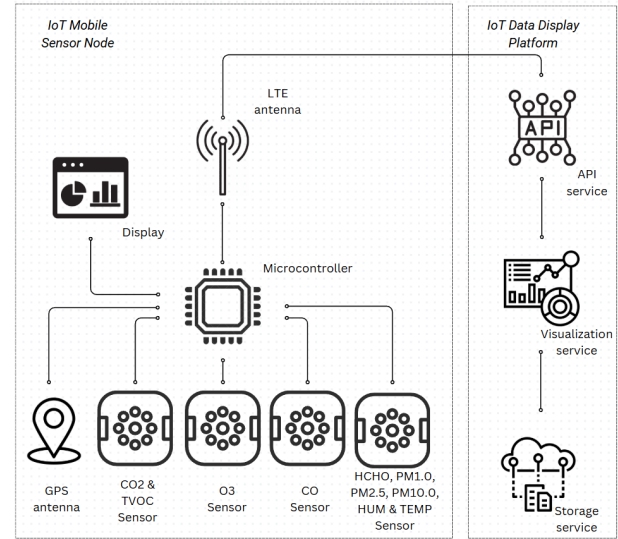 IoT Mobile
Sensor Node
IoT Data Display
Platform
LTE
antenna
API
API
service
Display
Microcontroller
Visualization
service
GPS
antenna
CO2 &
TVOC
Sensor
O3
Sensor
CO
Sensor
HCHO, PM1.0,
PM2.5, PM10.0,
HUM & TEMP
Sensor
Storage
service